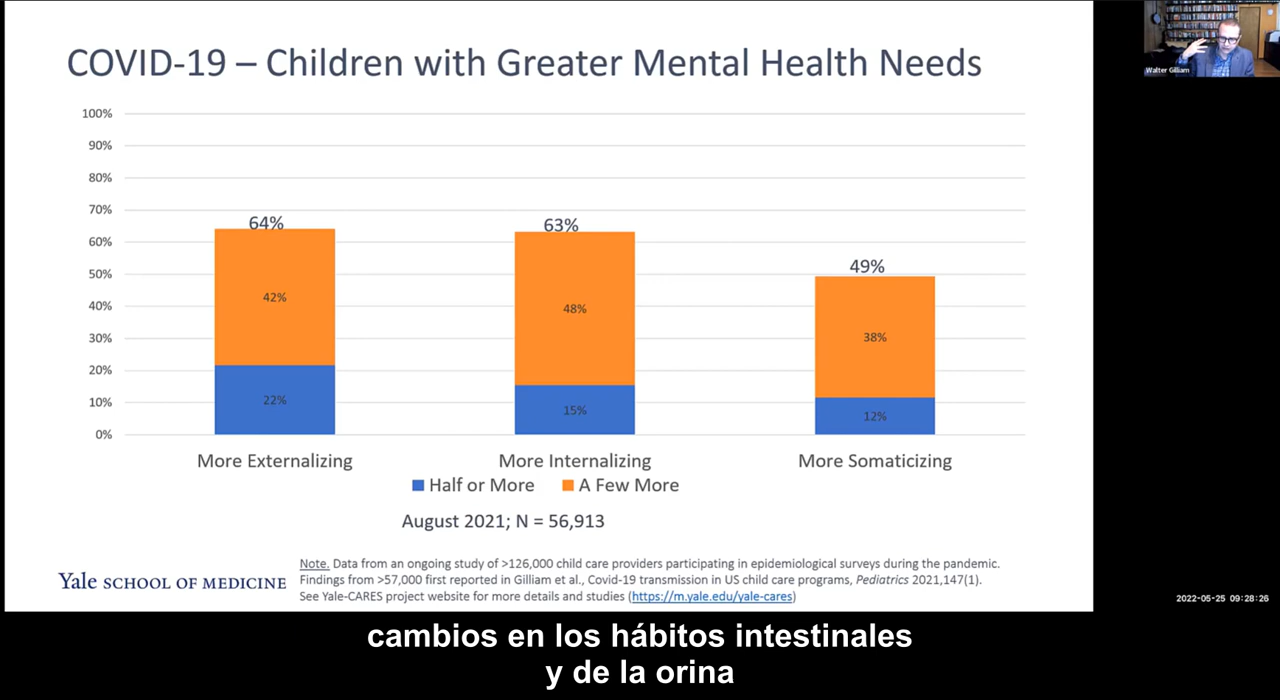 COVID-19 – Children with Greater Mental Health Needs
Walter Gilliam
100%
90%
80%
70%
60%
50%
40%
30%
20%
10%
0%
64%
42%
22%
63%
48%
15%
49%
38%
12%
More Externalizing
More Internalizing
More Somaticizing
Half or More
A Few More
August 2021; N = 56,913
Yale SCHOOL OF MEDICINE
Note. Data from an ongoing study of >126,000 child care providers participating in epidemiological surveys during the pandemic.
Findings from >57,000 first reported in Gilliam et al., Covid-19 transmission in US child care programs, Pediatrics 2021,147(1).
See Yale-CARES project website for more details and studies (https://m.yale.edu/yale-cares)
2022-05-25 09:28:26
cambios en los hábitos intestinales
y de la orina